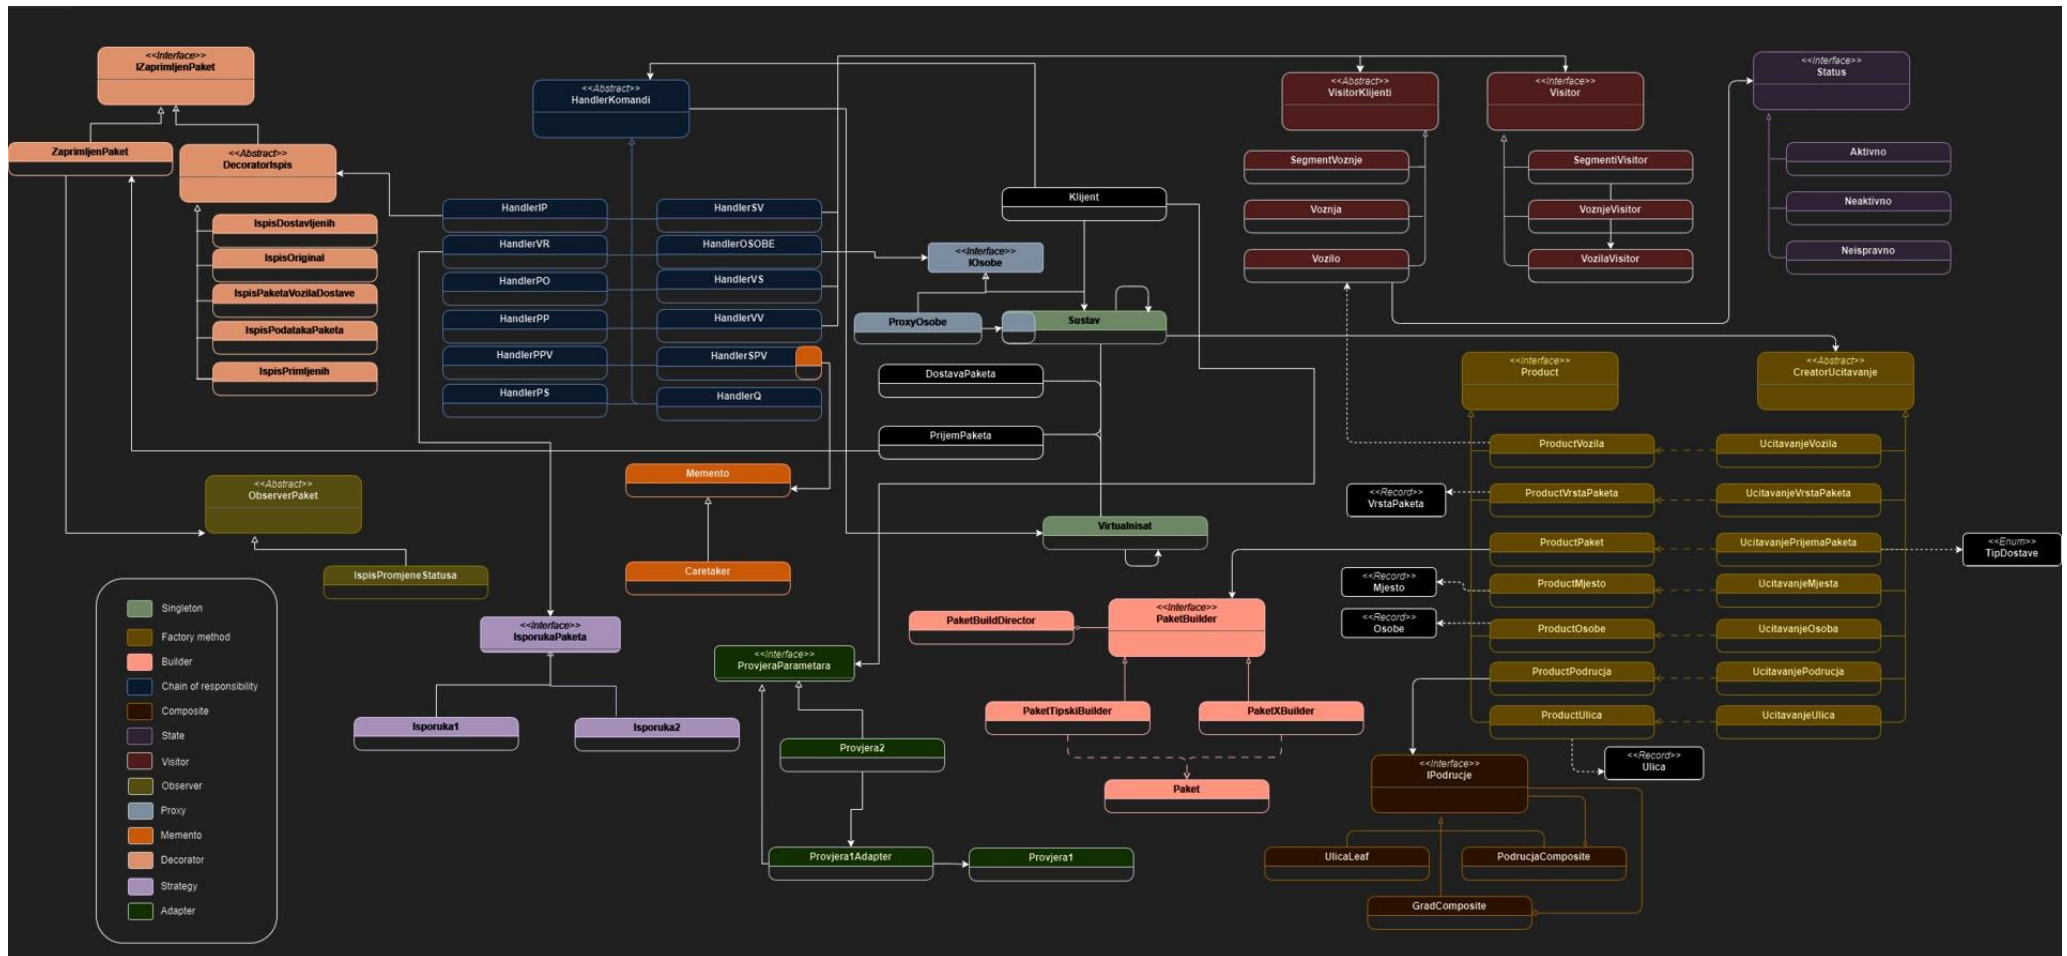 <<Interface>>
IZaprimljenPaket
ZaprimljenPaket
<<Abstract>>
DecoratorIspis
IspisDostavljenih
IspisOriginal
IspisPaketaVozilaDostave
IspisPodatakaPaketa
IspisPrimljenih
<<Abstract>>
HandlerKomandi
HandlerIP
HandlerSV
HandlerVR
HandlerOSOBE
HandlerPO
HandlerVS
HandlerPP
HandlerVV
HandlerPPV
HandlerSPV
HandlerPS
HandlerQ
Klijent
<<Interface>>
IOsobe
ProxyOsobe
Sustav
DostavaPaketa
PrijemPaketa
Virtualnisat
<<Abstract>>
VisitorKlijenti
SegmentVoznje
Voznja
Vozilo
<<Interface>>
Visitor
SegmentiVisitor
VoznjeVisitor
VozilaVisitor
<<Interface>>
Status
Aktivno
Neaktivno
Neispravno
<<Interface>>
Product
<<Abstract>>
CreatorUcitavanje
ProductVozila
UcitavanjeVozila
<<Record>>
VrstaPaketa
ProductVrstaPaketa
UcitavanjeVrstaPaketa
ProductPaket
UcitavanjePrijemaPaketa
<<Enum>>
TipDostave
<<Record>>
Mjesto
ProductMjesto
UcitavanjeMjesta
<<Record>>
Osobe
ProductOsobe
UcitavanjeOsoba
ProductPodrucja
UcitavanjePodrucja
ProductUlica
UcitavanjeUlica
<<Record>>
Ulica
<<Abstract>>
ObserverPaket
IspisPromjeneStatusa
Memento
Caretaker
<<Interface>>
IsporukaPaketa
Isporuka1
Isporuka2
<<Interface>>
ProvjeraParametara
Provjera2
Provjera1Adapter
Provjera1
PaketBuildDirector
<<Interface>>
PaketBuilder
PaketTipskiBuilder
PaketXBuilder
Paket
<<Interface>>
IPodrucje
UlicaLeaf
PodrucjaComposite
GradComposite
Singleton
Factory method
Builder
Chain of responsibility
Composite
State
Visitor
Observer
Proxy
Memento
Decorator
Strategy
Adapter